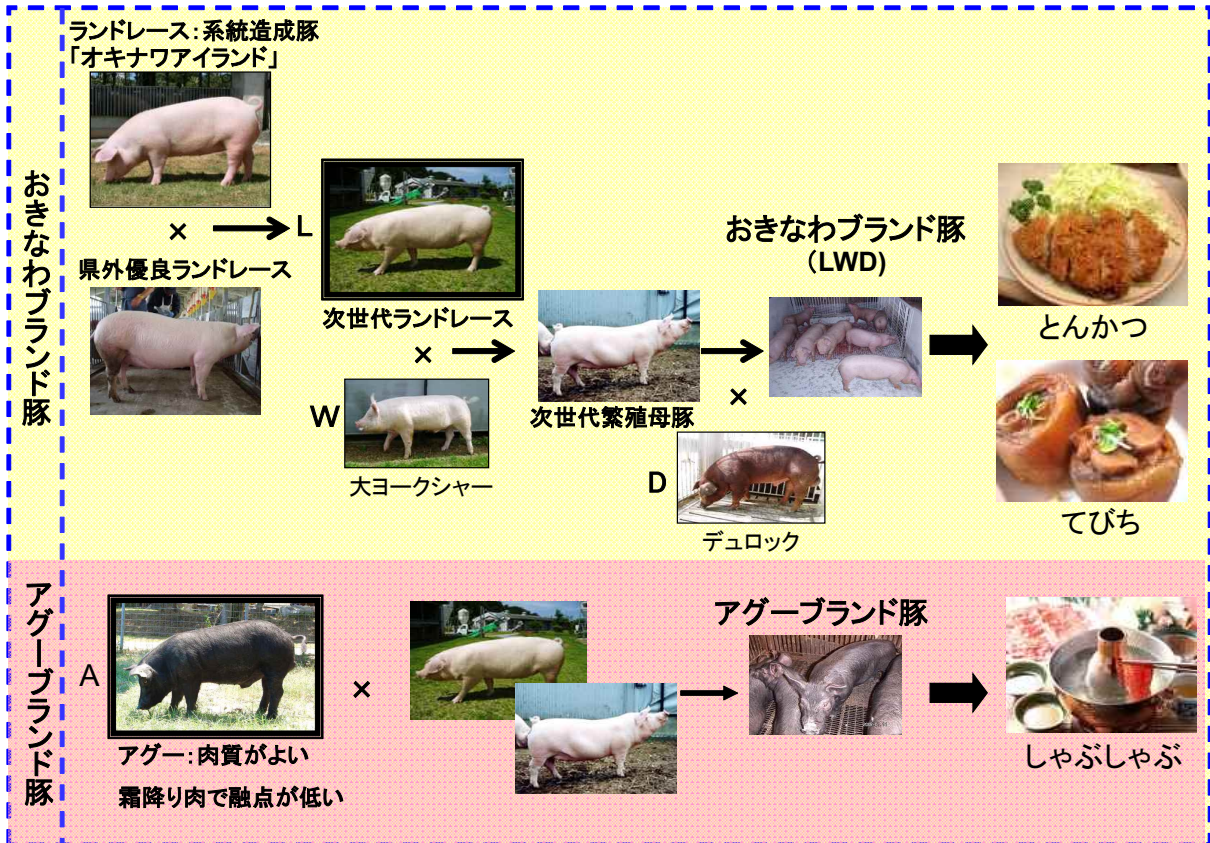 おきなわブランド豚
ランドレース：系統造成豚
「オキナワアイランド」
×
L
県外優良ランドレース
次世代ランドレース
×
W
大ヨークシャー
次世代繁殖母豚
×
D
デュロック
おきなわブランド豚
（LWD)
とんかつ
てびち
アグーブランド豚
A
×
アグー：肉質がよい
霜降り肉で融点が低い
アグーブランド豚
しゃぶしゃぶ